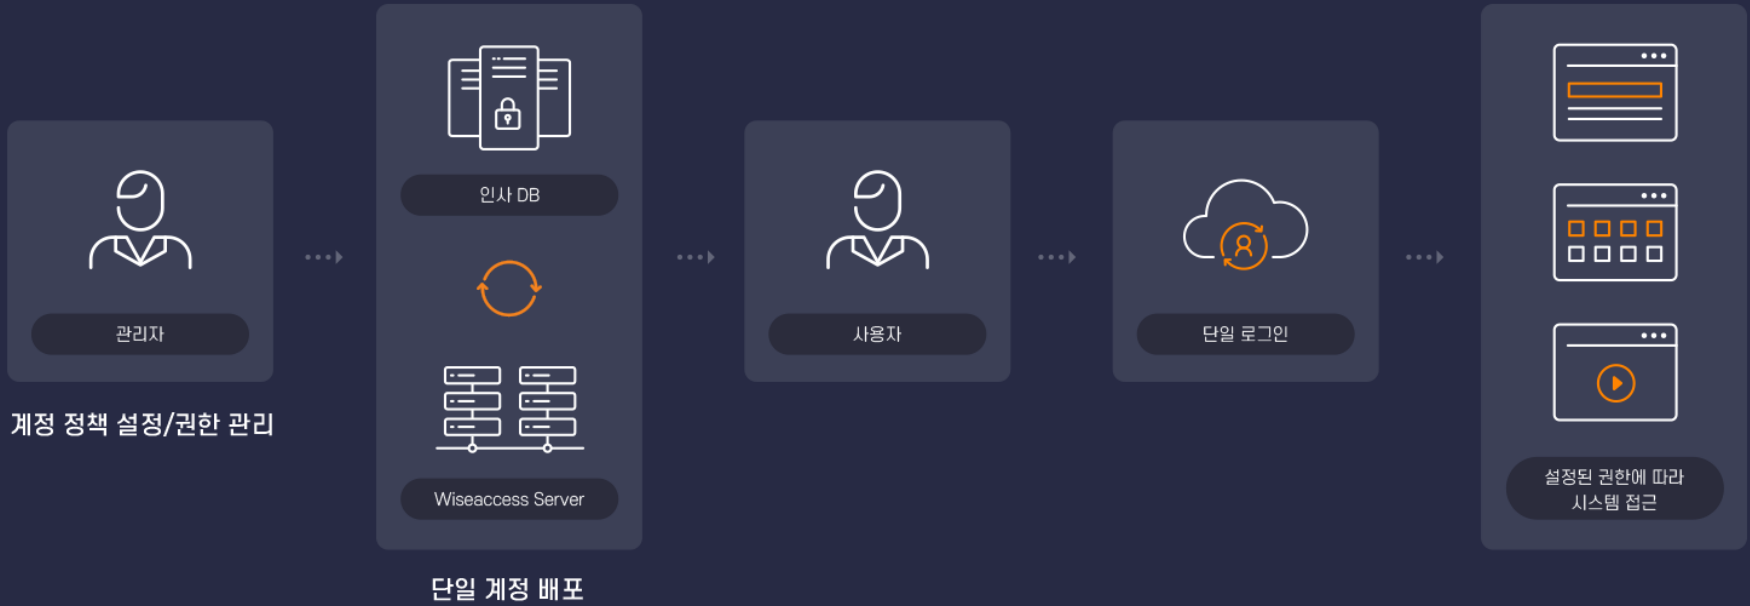 관리자
계정 정책 설정/권한 관리
인사 DB
Wiseaccess Server
단일 계정 배포
사용자
단일 로그인
설정된 권한에 따라
시스템 접근